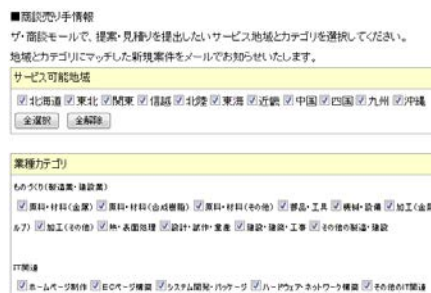 ■商談売り手情報
ザ・商談モールで、提案・見積りを提出したいサービス地域とカテゴリを選択してください。
地域とカテゴリにマッチした新規案件をメールでお知らせいたします。
サービス可能地域
北海道 東北 関東 信越 北陸 東海 近畿 中国 四国 九州 沖縄
全選択 全解除
業種カテゴリ
ものづくり(製造業・建設業)
原料・材料(金属) 原料・材料(合成樹脂) 原料・材料(その他) 部品・工具 機械・設備 加工(金属
ルプ) 加工(その他) 熱・表面処理 設計・試作・量産 建設・建築・工事 その他の製造・建設
IT関連
ホームページ制作 ECページ構築 システム開発・パッケージ ハードウェア・ネットワーク構築 その他のIT関連